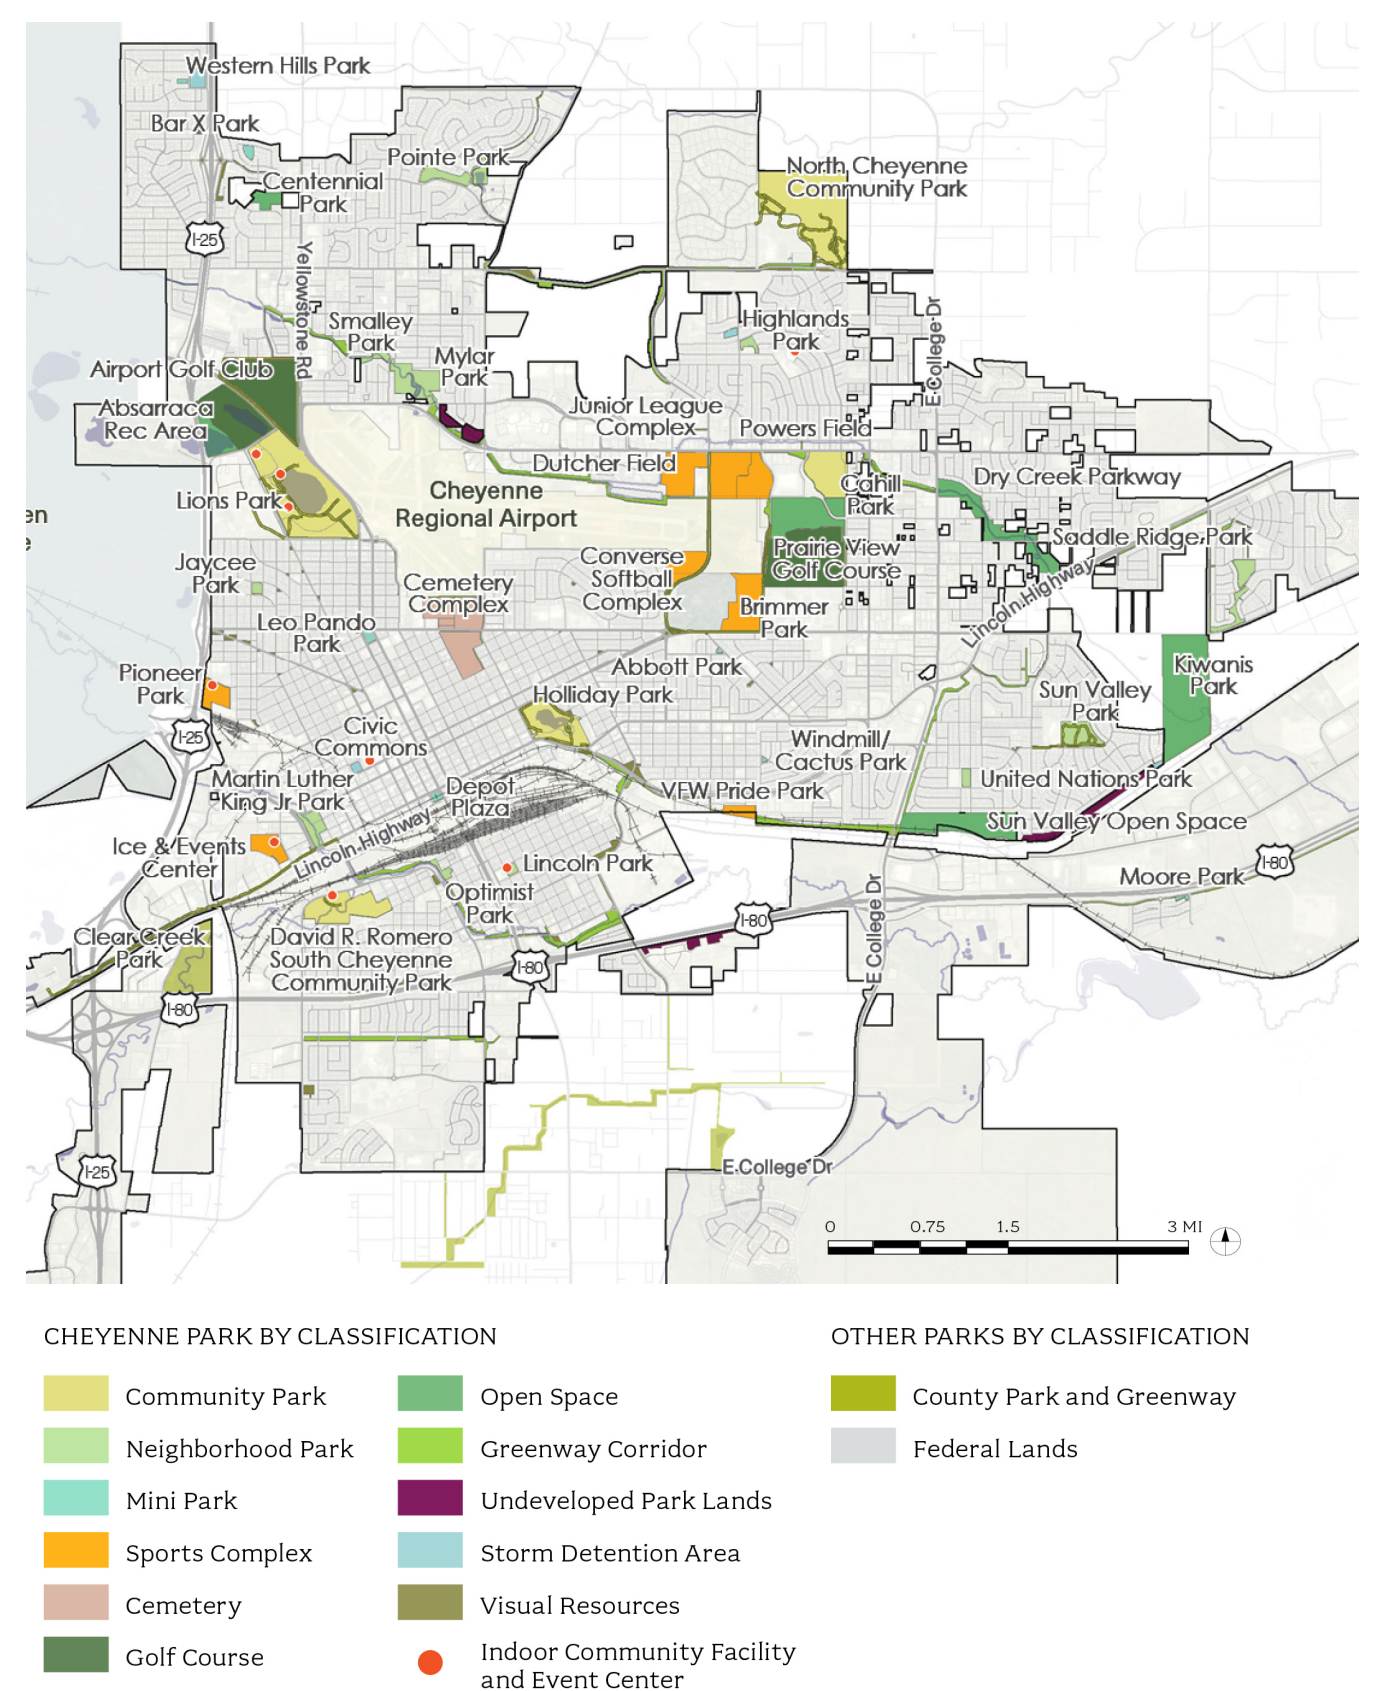 Western Hills Park
Bar X Park
Pointe Park
Centennial
Park
North Cheyenne
Community Park
I-25
Yellowstone Rd
E College Dr
Smalley
Park
Highlands
Park
Mylar
Park
Airport Golf Club
Absarraca
Rec Area
Junior League
Complex
Powers Field
Dutcher Field
Cheyenne
Regional Airport
Cahill
Park
Dry Creek Parkway
Lions Park
en
e
Saddle Ridge Park
Prairie View
Golf Course
Converse
Softball
Complex
Jaycee
Park
Cemetery
Complex
Lincoln Highway
Brimmer
Park
Leo Pando
Park
Abbott Park
Kiwanis
Park
Pioneer
Park
Holliday Park
Sun Valley
Park
I-25
Civic
Commons
Windmill/
Cactus Park
Martin Luther
King Jr Park
Depot
Plaza
VFW Pride Park
United Nations Park
Sun Valley Open Space
Lincoln Highway
Ice & Events
Center
Lincoln Park
I-80
Moore Park
Optimist
Park
E College Dr
I-80
Clear Creek
Park
David R. Romero
South Cheyenne
Community Park
I-80
I-80
I-25
E College Dr
0 0.75 1.5 3 MI
CHEYENNE PARK BY CLASSIFICATION
Community Park
Neighborhood Park
Mini Park
Sports Complex
Cemetery
Golf Course
Open Space
Greenway Corridor
Undeveloped Park Lands
Storm Detention Area
Visual Resources
Indoor Community Facility
and Event Center
OTHER PARKS BY CLASSIFICATION
County Park and Greenway
Federal Lands